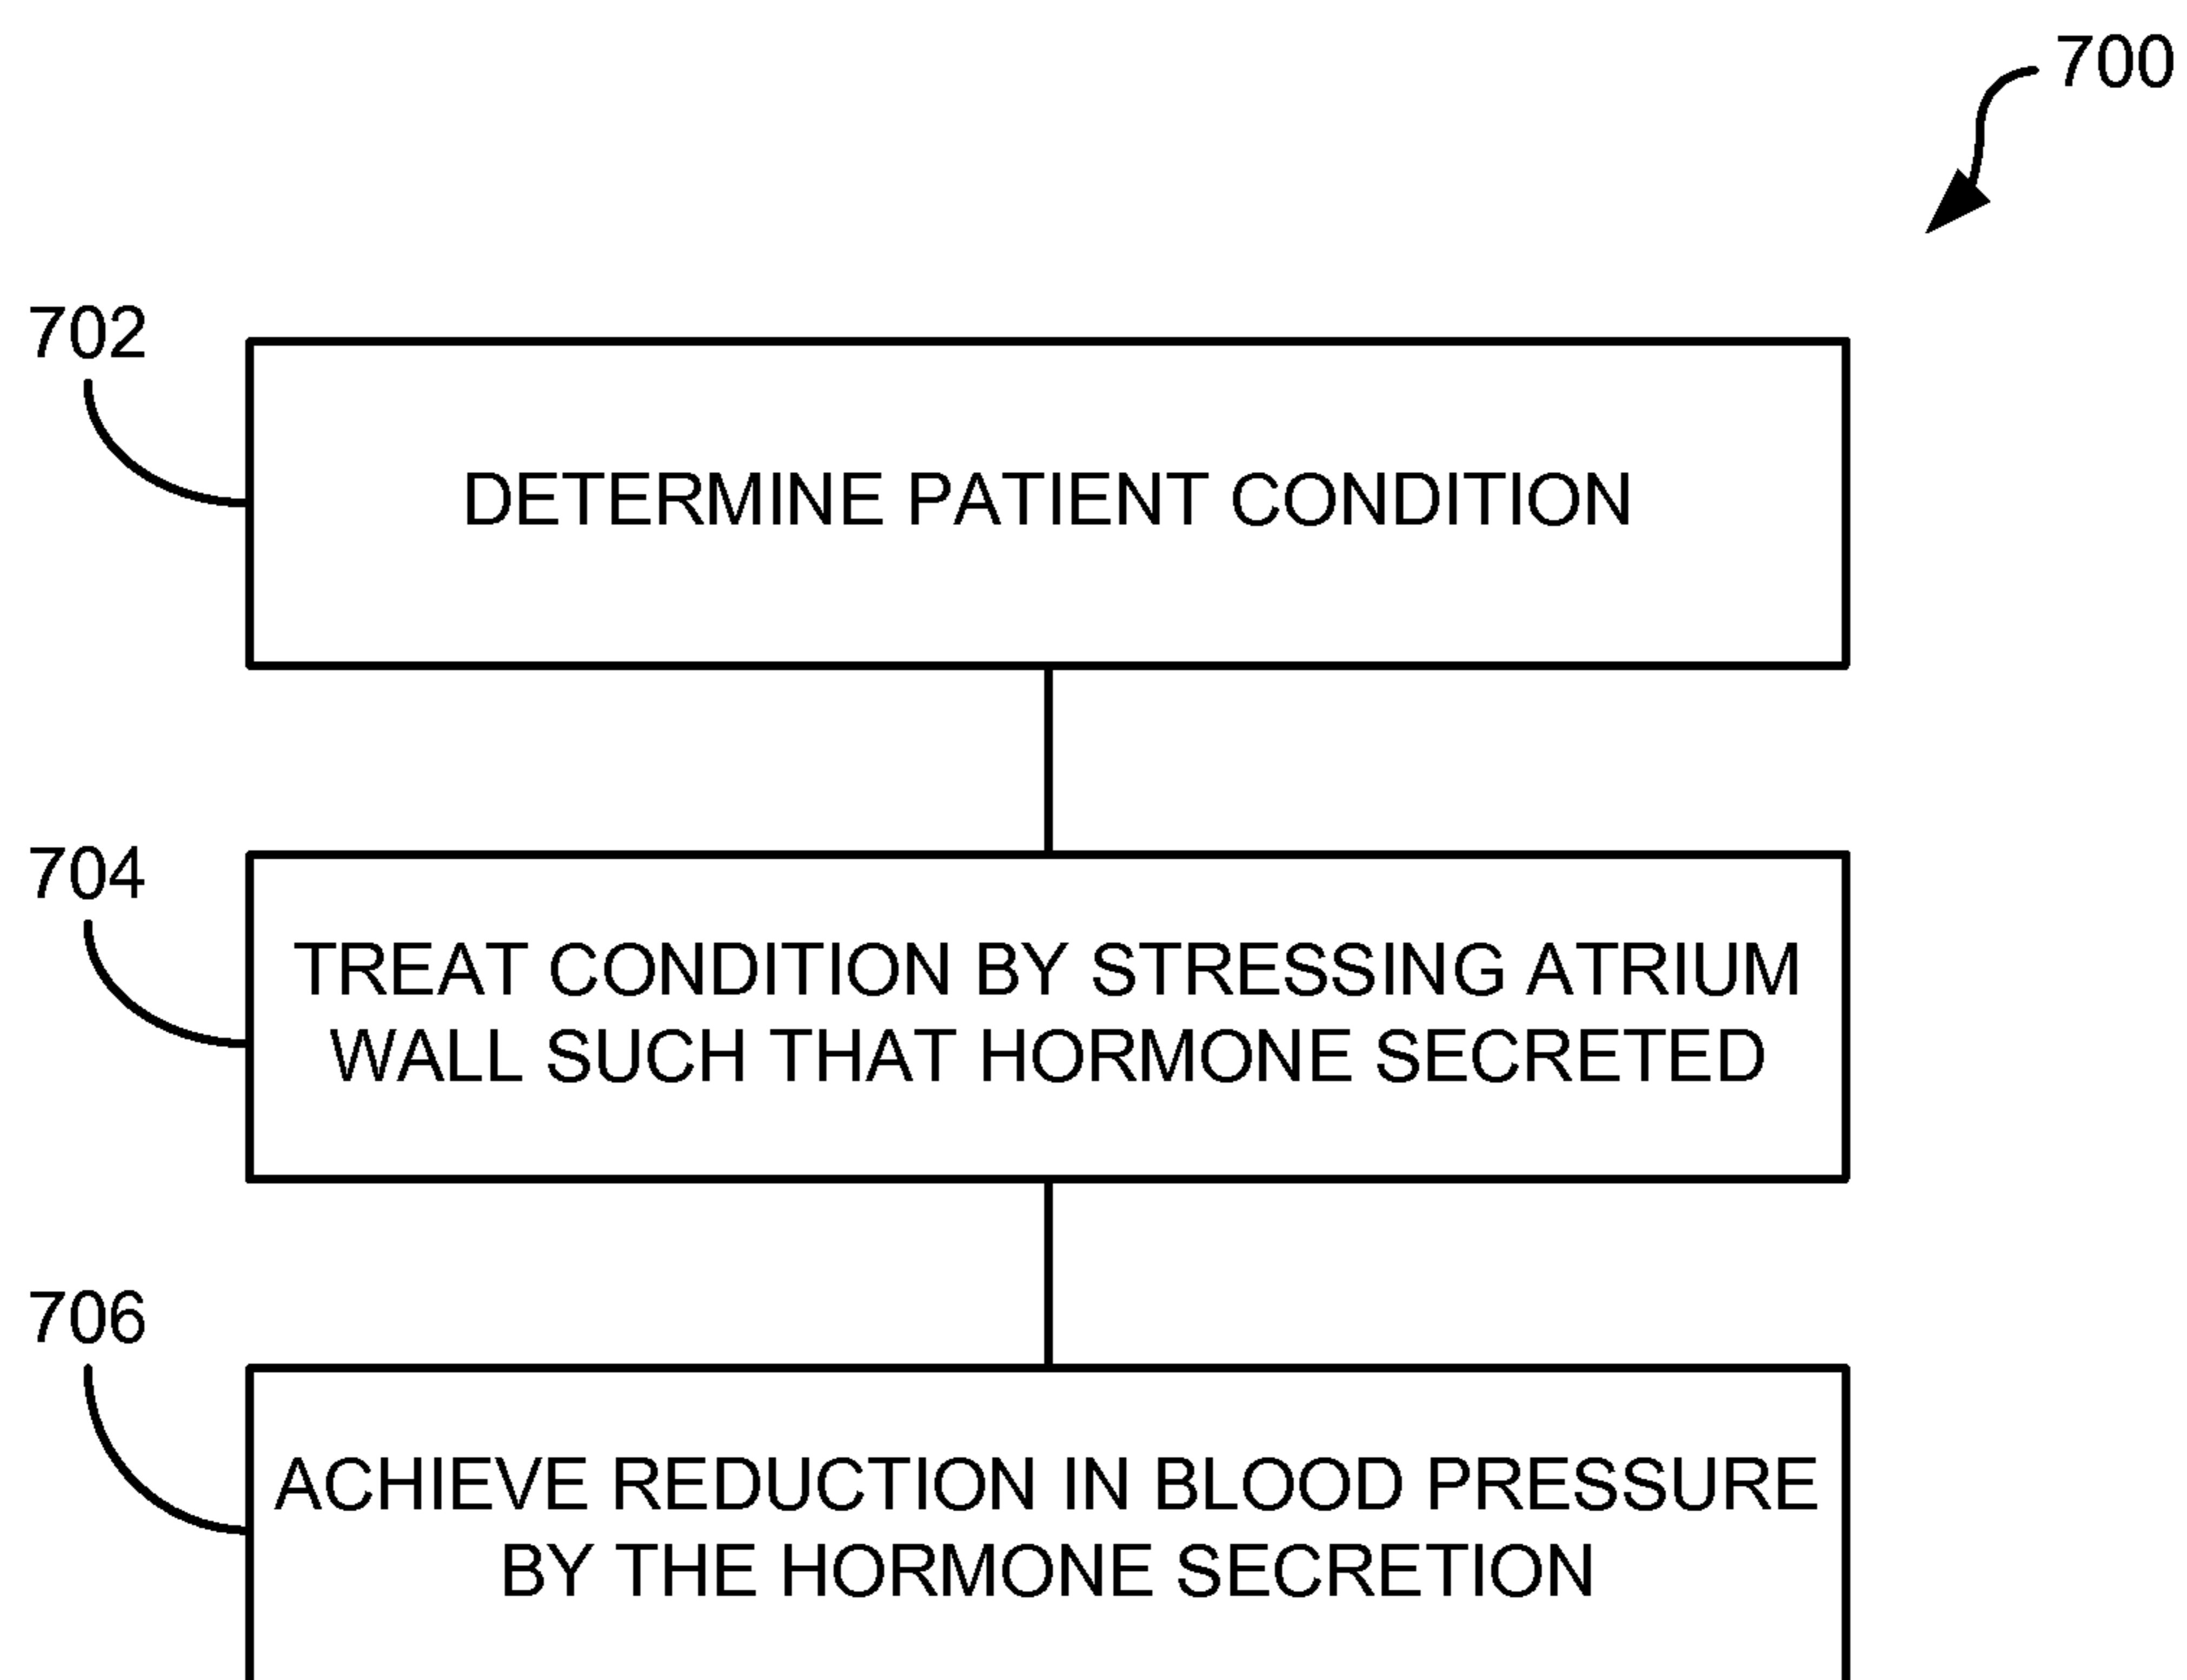 700
702
DETERMINE PATIENT CONDITION
704
TREAT CONDITION BY STRESSING ATRIUM
WALL SUCH THAT HORMONE SECRETED
706
ACHIEVE REDUCTION IN BLOOD PRESSURE
BY THE HORMONE SECRETION